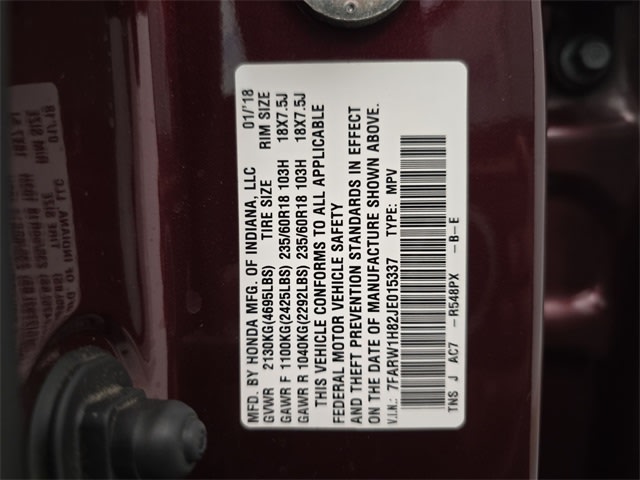 MFD. BY HONDA MFG. OF INDIANA, LLC 01/'18
GVWR 2130KG(4695LBS) TIRE SIZE RIM SIZE
GAWR F 1100KG(2425LBS) 235/60R18 103H 18X7.5J
GAWR R 1040KG(2292LBS) 235/60R18 103H 18X7.5J
THIS VEHICLE CONFORMS TO ALL APPLICABLE
FEDERAL MOTOR VEHICLE SAFETY
AND THEFT PREVENTION STANDARDS IN EFFECT
ON THE DATE OF MANUFACTURE SHOWN ABOVE.
V.I.N.: 7FARW1H82JE015337 TYPE: MPV
TNS J AC7 -R548PX -B-E